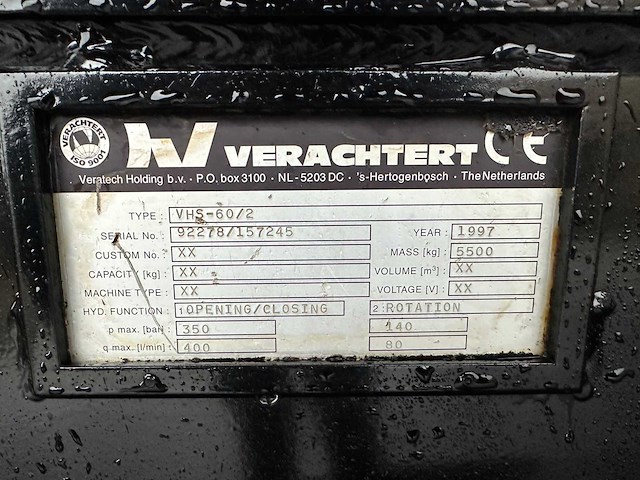 VERACHTERT
ISO 9001
VERACHTERT CE
Veratech Holding b.v. · P.O. box 3100 · NL - 5203 DC · 's-Hertogenbosch · The Netherlands
TYPE : VHS-60/2
SERIAL No. : 92278/157245 YEAR : 1997
CUSTOM No. : XX MASS [kg] : 5500
CAPACITY [kg] : XX VOLUME [m³] : XX
MACHINE TYPE : XX VOLTAGE [V] : XX
HYD. FUNCTION : 1 OPENING/CLOSING 2 : ROTATION
p max. [bar] : 350 140
q max. [l/min] : 400 80